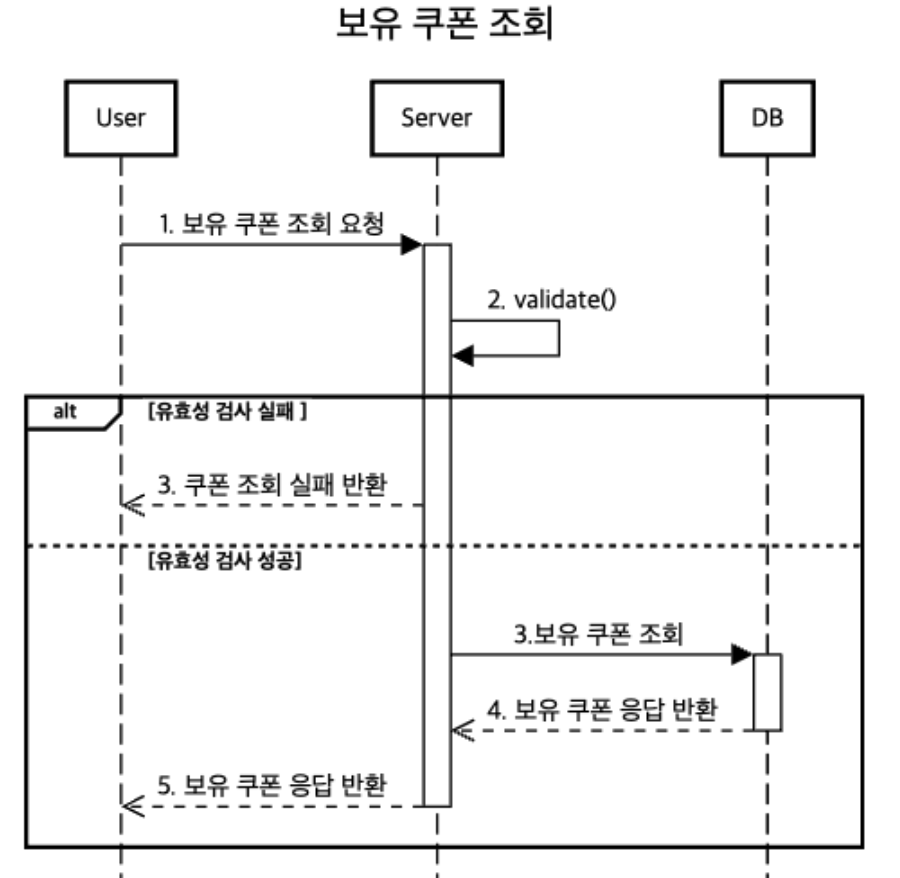 보유 쿠폰 조회
User
Server
DB
1. 보유 쿠폰 조회 요청
2. validate()
alt
[유효성 검사 실패 ]
3. 쿠폰 조회 실패 반환
[유효성 검사 성공]
3.보유 쿠폰 조회
4. 보유 쿠폰 응답 반환
5. 보유 쿠폰 응답 반환